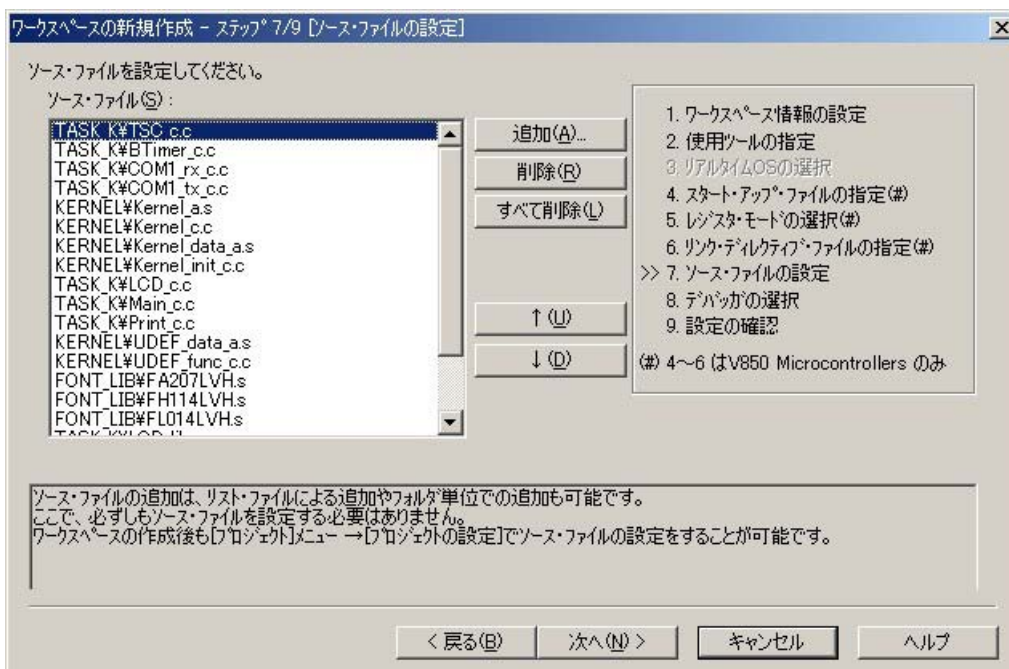 ワークスペースの新規作成 - ステップ 7/9 [ソース・ファイルの設定]
ソース・ファイルを設定してください。
ソース・ファイル(S) :
TASK_K¥TSC_c.c
TASK_K¥BTimer_c.c
TASK_K¥COM1_rx_c.c
TASK_K¥COM1_tx_c.c
KERNEL¥Kernel_a.s
KERNEL¥Kernel_c.c
KERNEL¥Kernel_data_a.s
KERNEL¥Kernel_init_c.c
TASK_K¥LCD_c.c
TASK_K¥Main_c.c
TASK_K¥Print_c.c
KERNEL¥UDEF_data_a.s
KERNEL¥UDEF_func_c.c
FONT_LIB¥FA207LVH.s
FONT_LIB¥FH114LVH.s
FONT_LIB¥FL014LVH.s
追加(A)...
削除(R)
すべて削除(L)
↑(U)
↓(D)
1. ワークスペース情報の設定
2. 使用ツールの指定
3. リアルタイムOSの選択
4. スタート・アップ・ファイルの指定(#)
5. レジスタ・モードの選択(#)
6. リンク・ディレクティブ・ファイルの指定(#)
>> 7. ソース・ファイルの設定
8. デバッガの選択
9. 設定の確認
(#) 4～6 はV850 Microcontrollers のみ
ソース・ファイルの追加は、リスト・ファイルによる追加やフォルダ単位での追加も可能です。
ここで、必ずしもソース・ファイルを設定する必要はありません。
ワークスペースの作成後も[プロジェクト]メニュー →[プロジェクトの設定]でソース・ファイルの設定をすることが可能です。
< 戻る(B)
次へ(N) >
キャンセル
ヘルプ